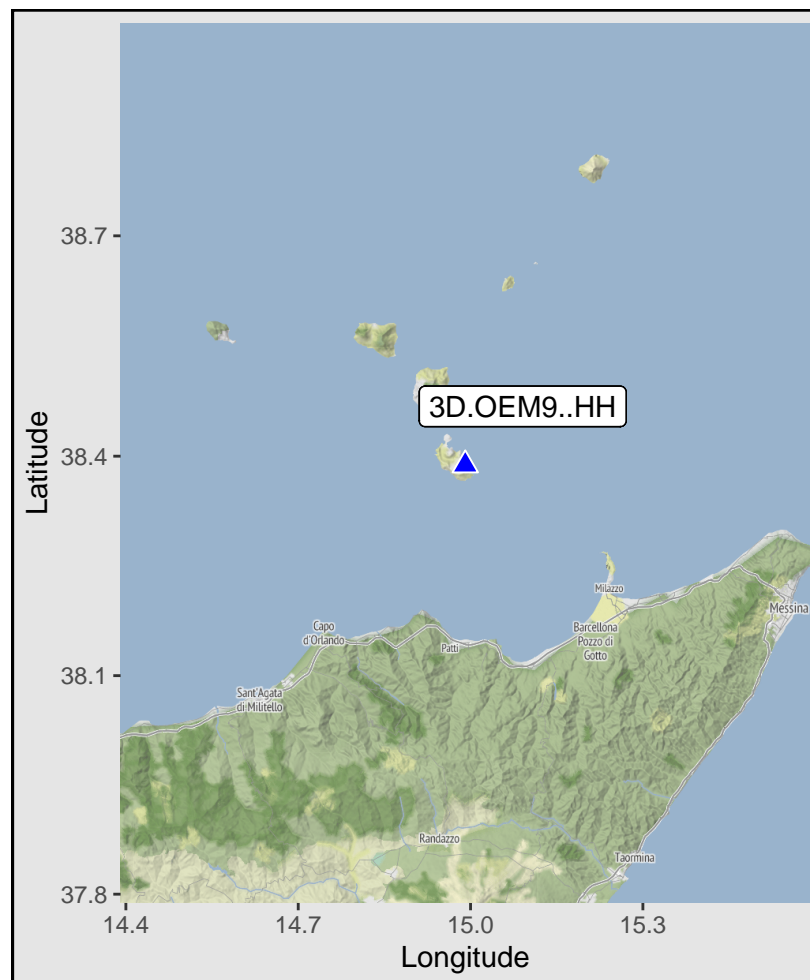 38.7
3D.OEM9..HH
38.4
Latitude
Milazzo
Messina
Capo
d'Orlando
Barcellona
Pozzo di
Gotto
Patti
38.1
Sant'Agata
di Militello
Randazzo
Taormina
37.8
14.4
14.7
15.0
15.3
Longitude